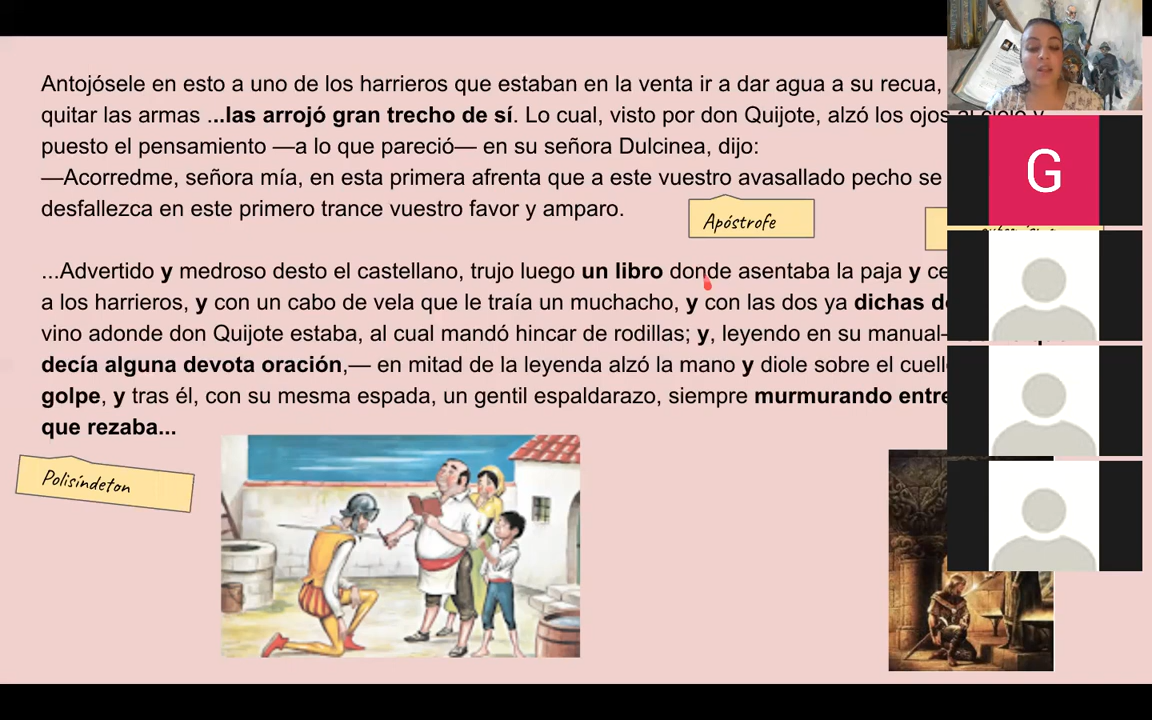 Antojósele en esto a uno de los harrieros que estaban en la venta ir a dar agua a su recua,
quitar las armas ...las arrojó gran trecho de sí. Lo cual, visto por don Quijote, alzó los ojos al cielo y
puesto el pensamiento —a lo que pareció— en su señora Dulcinea, dijo:
—Acorredme, señora mía, en esta primera afrenta que a este vuestro avasallado pecho se
desfallezca en este primero trance vuestro favor y amparo.
Apóstrofe
...Advertido y medroso desto el castellano, trujo luego un libro donde asentaba la paja y
a los harrieros, y con un cabo de vela que le traía un muchacho, y con las dos ya dichas
vino adonde don Quijote estaba, al cual mandó hincar de rodillas; y, leyendo en su manual—
decía alguna devota oración,— en mitad de la leyenda alzó la mano y diole sobre el
golpe, y tras él, con su mesma espada, un gentil espaldarazo, siempre murmurando entre
que rezaba...
Polisíndeton
G